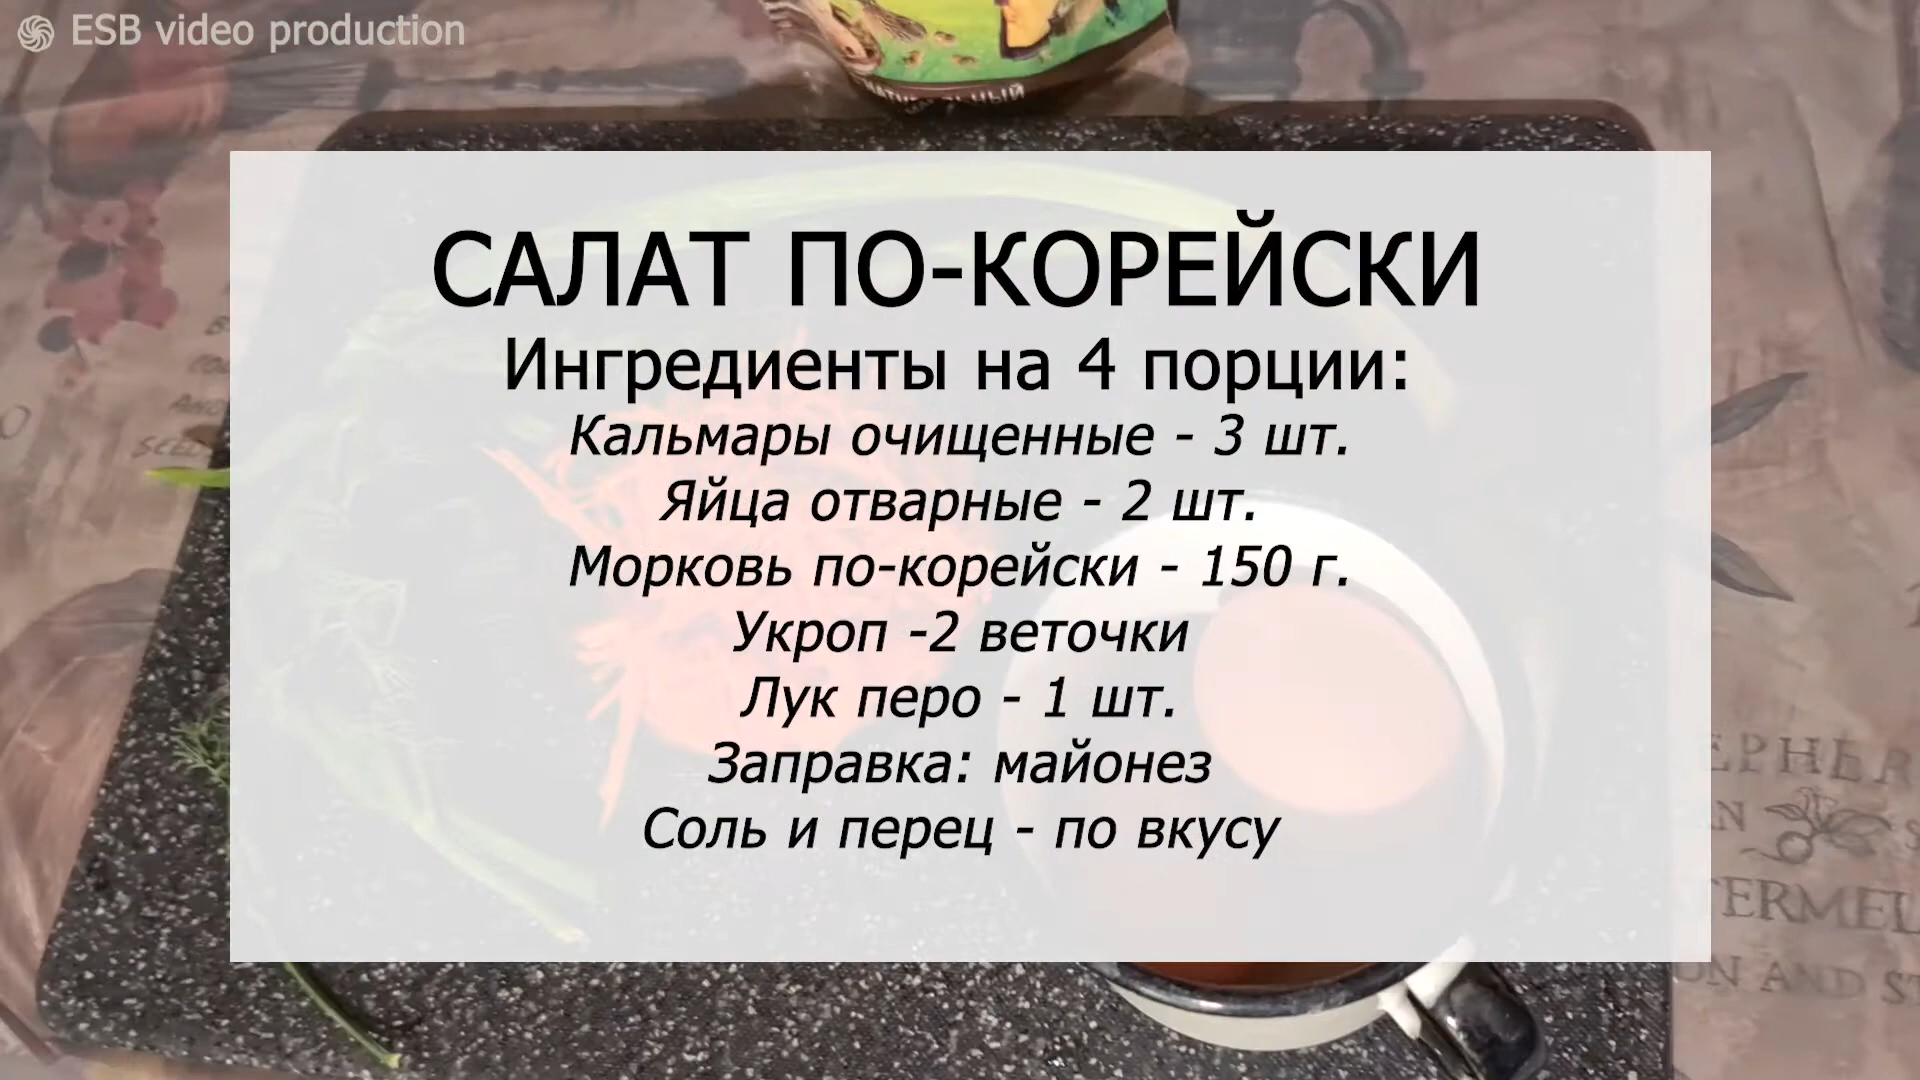 ESB video production
САЛАТ ПО-КОРЕЙСКИ
Ингредиенты на 4 порции:
Кальмары очищенные - 3 шт.
Яйца отварные - 2 шт.
Морковь по-корейски - 150 г.
Укроп -2 веточки
Лук перо - 1 шт.
Заправка: майонез
Соль и перец - по вкусу